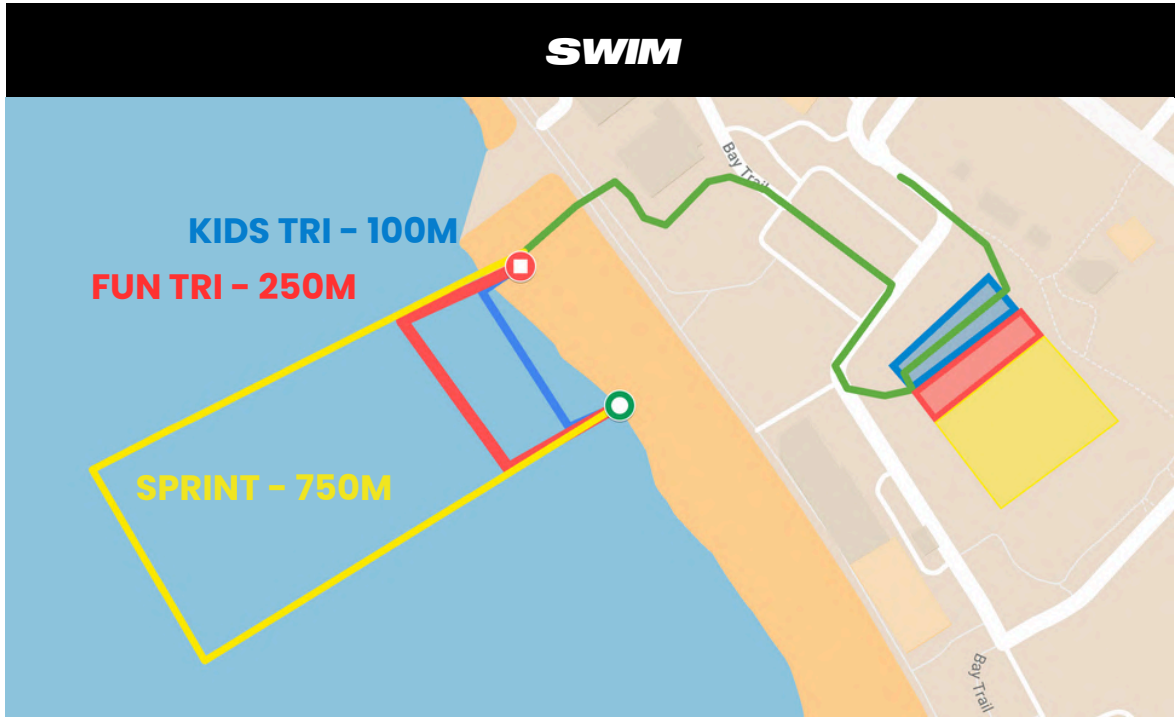 SWIM
Bay Trail
KIDS TRI - 100M
FUN TRI - 250M
SPRINT - 750M
Bay Trail